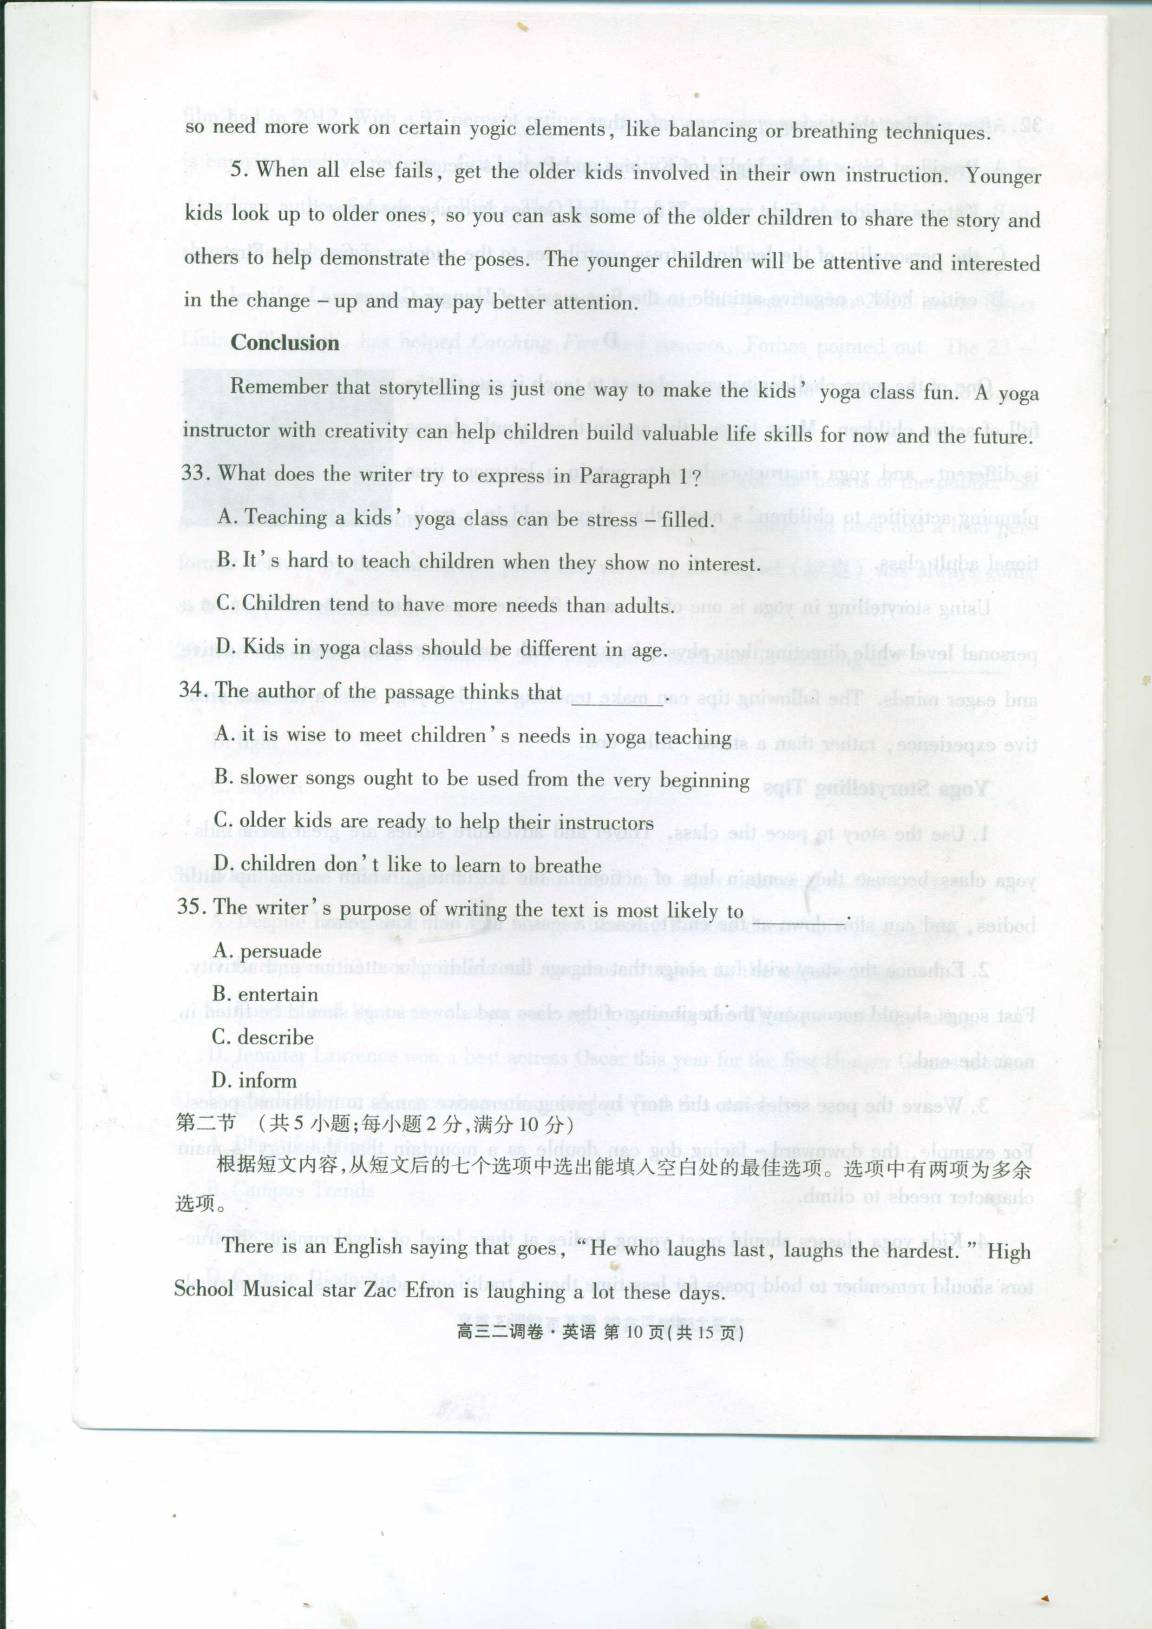 so need more work on certain yogic elements, like balancing or breathing techniques.
5. When all else fails, get the older kids involved in their own instruction. Younger
kids look up to older ones, so you can ask some of the older children to share the story and
others to help demonstrate the poses. The younger children will be attentive and interested
in the change – up and may pay better attention.
Conclusion
Remember that storytelling is just one way to make the kids' yoga class fun. A yoga
instructor with creativity can help children build valuable life skills for now and the future.
33. What does the writer try to express in Paragraph 1?
A. Teaching a kids' yoga class can be stress – filled.
B. It's hard to teach children when they show no interest.
C. Children tend to have more needs than adults.
D. Kids in yoga class should be different in age.
34. The author of the passage thinks that ________.
A. it is wise to meet children's needs in yoga teaching
B. slower songs ought to be used from the very beginning
C. older kids are ready to help their instructors
D. children don't like to learn to breathe
35. The writer's purpose of writing the text is most likely to ________.
A. persuade
B. entertain
C. describe
D. inform
第二节 (共5小题;每小题2分,满分10分)
根据短文内容,从短文后的七个选项中选出能填入空白处的最佳选项。选项中有两项为多余
选项。
There is an English saying that goes, "He who laughs last, laughs the hardest." High
School Musical star Zac Efron is laughing a lot these days.
高三二调卷·英语 第10页(共15页)